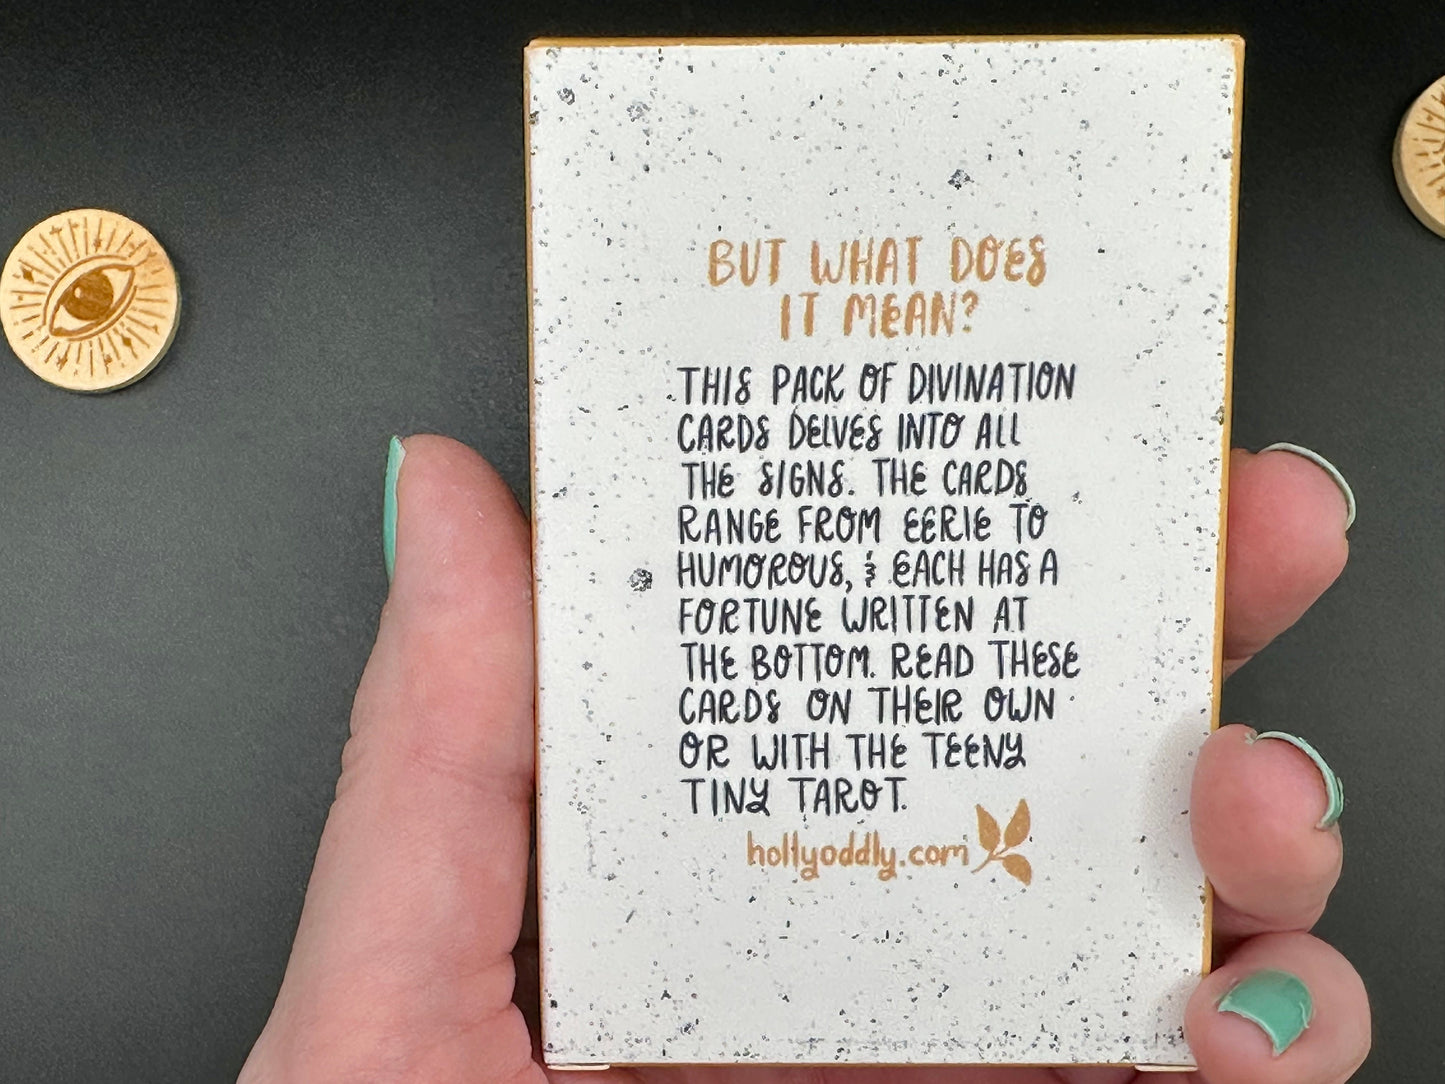 BUT WHAT DOES
IT MEAN?
THIS PACK OF DIVINATION
CARDS DELVES INTO ALL
THE SIGNS. THE CARDS
RANGE FROM EERIE TO
HUMOROUS, & EACH HAS A
FORTUNE WRITTEN AT
THE BOTTOM. READ THESE
CARDS ON THEIR OWN
OR WITH THE TEENY
TINY TAROT.
hollyoddly.com